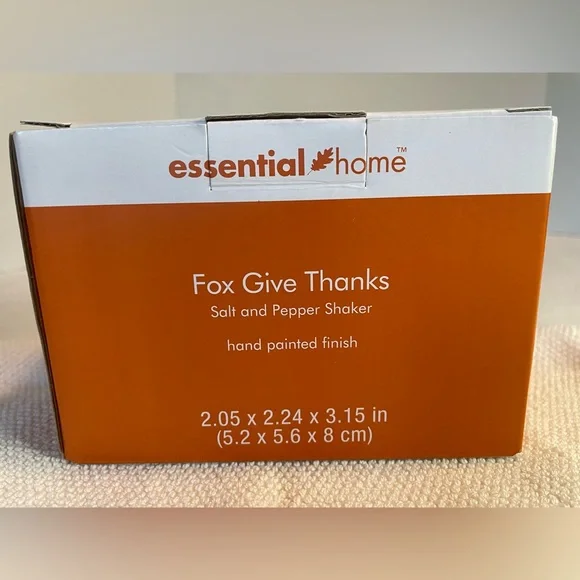 essential home™
Fox Give Thanks
Salt and Pepper Shaker
hand painted finish
2.05 x 2.24 x 3.15 in
(5.2 x 5.6 x 8 cm)